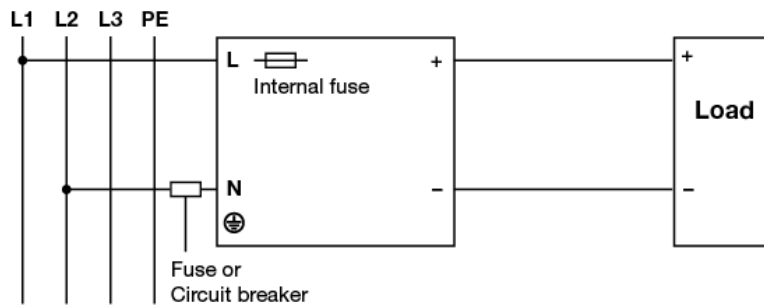 L1 L2 L3 PE
L
Internal fuse
+
+
Load
N
−
−
Fuse or
Circuit breaker